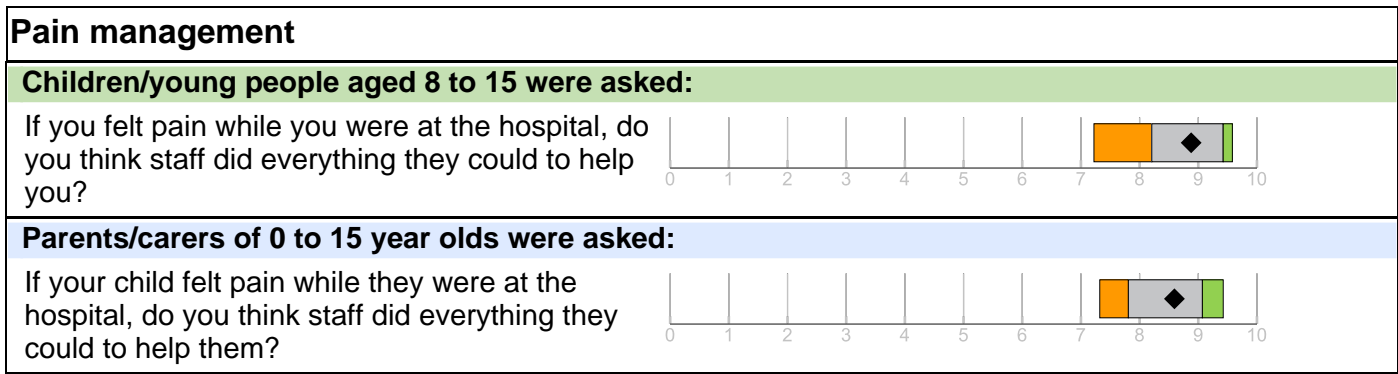 Pain management
Children/young people aged 8 to 15 were asked:
If you felt pain while you were at the hospital, do
you think staff did everything they could to help
you?
0 1 2 3 4 5 6 7 8 9 10
Parents/carers of 0 to 15 year olds were asked:
If your child felt pain while they were at the
hospital, do you think staff did everything they
could to help them?
0 1 2 3 4 5 6 7 8 9 10